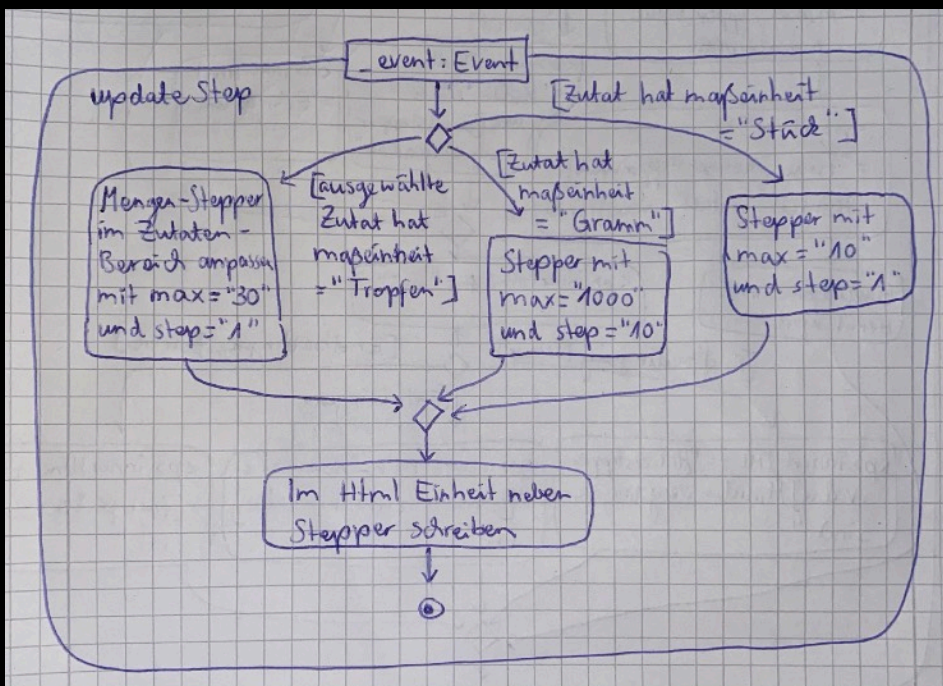 _event: Event
updateStep
[Zutat hat maßeinheit
="Stück"]
[Zutat hat
maßeinheit
= "Gramm"]
[ausgewählte
Zutat hat
maßeinheit
="Tropfen"]
Mengen-Stepper
im Zutaten-
Bereich anpassen
mit max="30"
und step="1"
Stepper mit
max="1000"
und step="10"
Stepper mit
max="10"
und step="1"
Im Html Einheit neben
Stepper schreiben